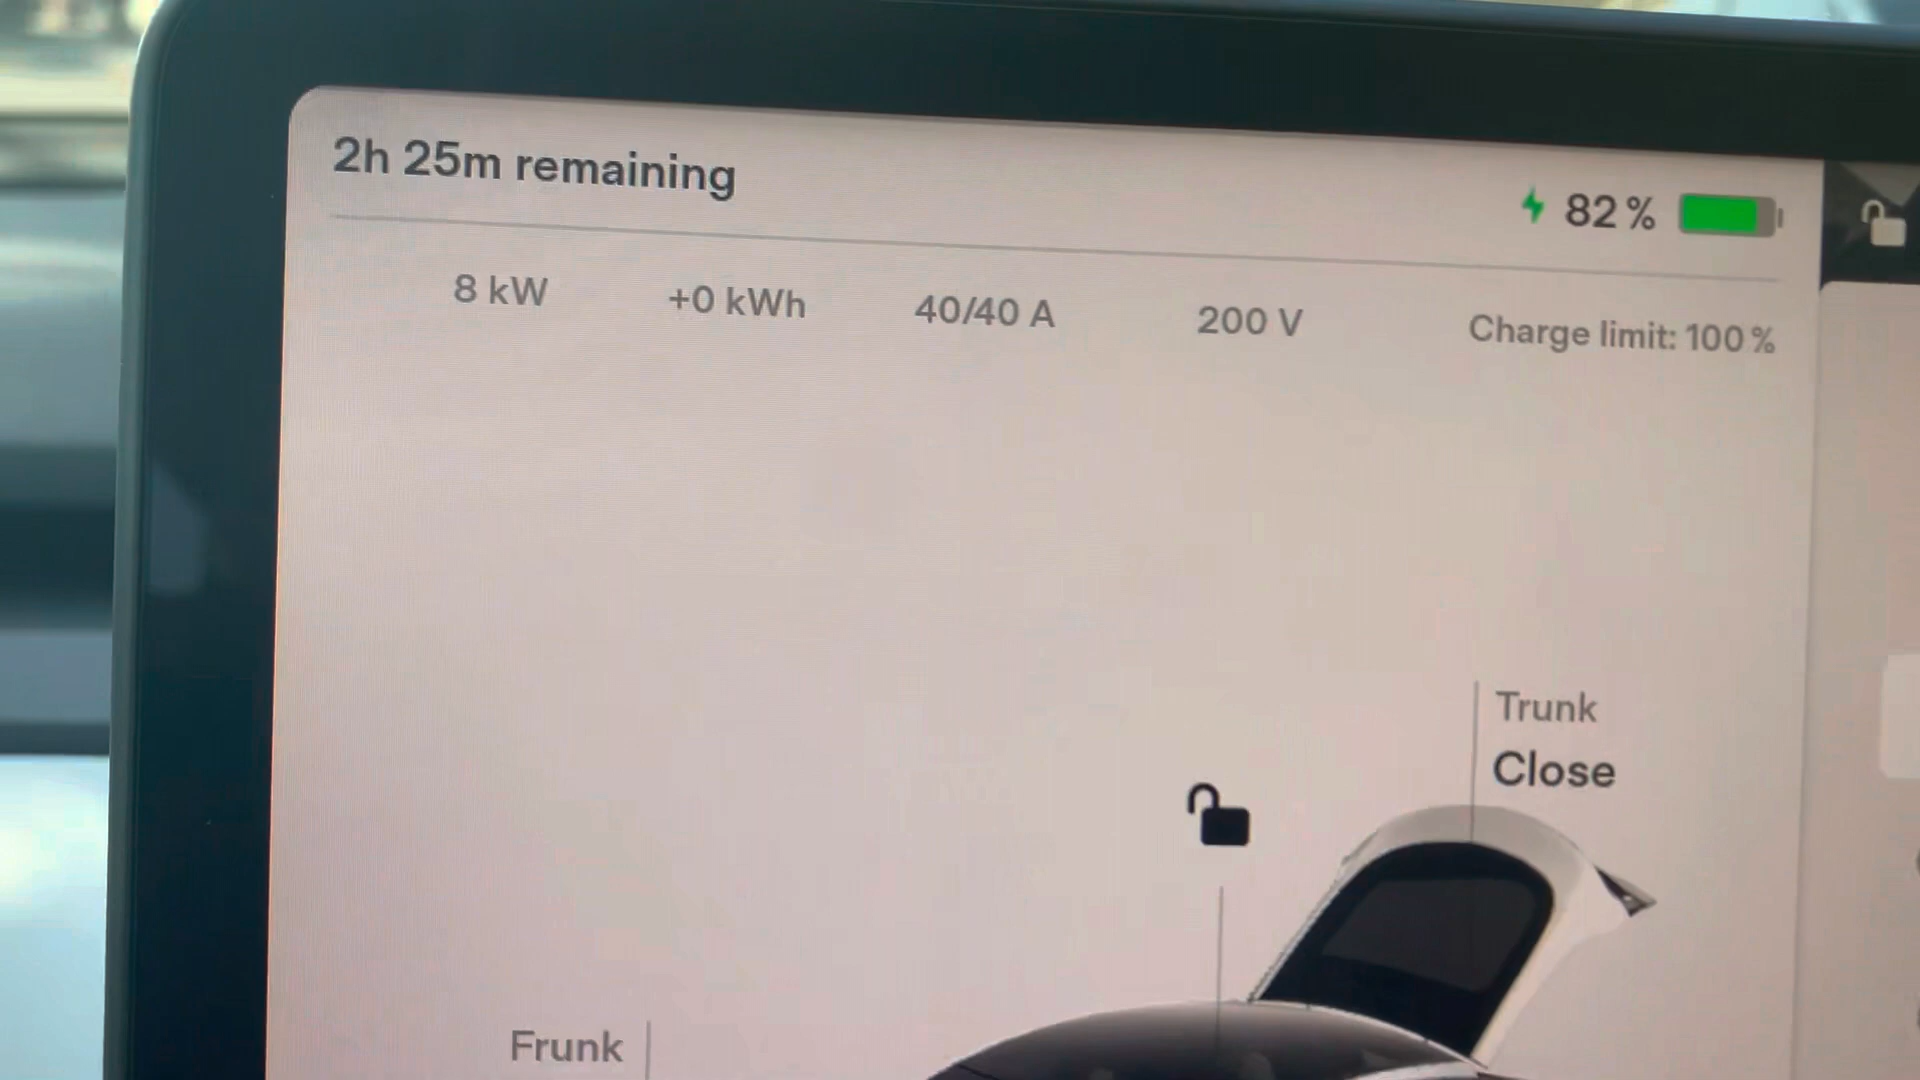 2h 25m remaining
82 %
8 kW
+0 kWh
40/40 A
200 V
Charge limit: 100 %
Trunk
Close
Frunk